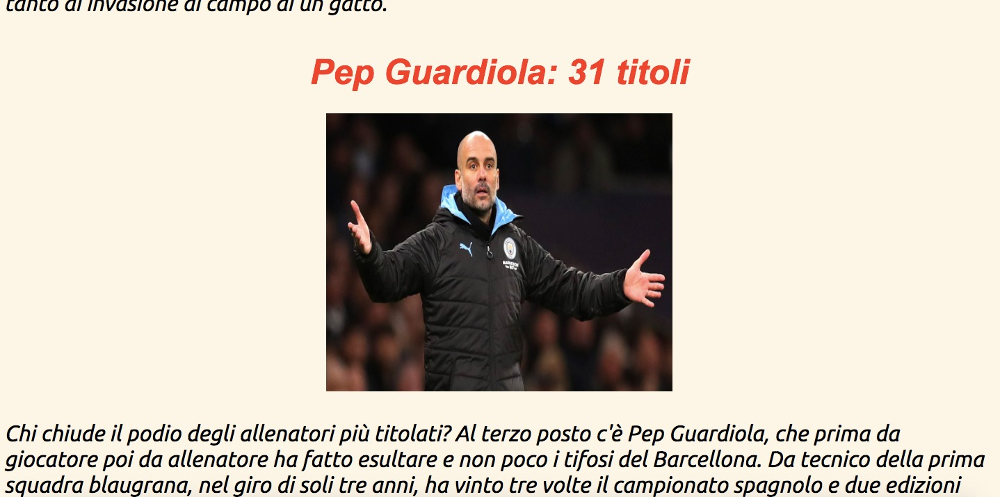 tanto di invasione di campo di un gatto.
Pep Guardiola: 31 titoli
Chi chiude il podio degli allenatori più titolati? Al terzo posto c'è Pep Guardiola, che prima da
giocatore poi da allenatore ha fatto esultare e non poco i tifosi del Barcellona. Da tecnico della prima
squadra blaugrana, nel giro di soli tre anni, ha vinto tre volte il campionato spagnolo e due edizioni